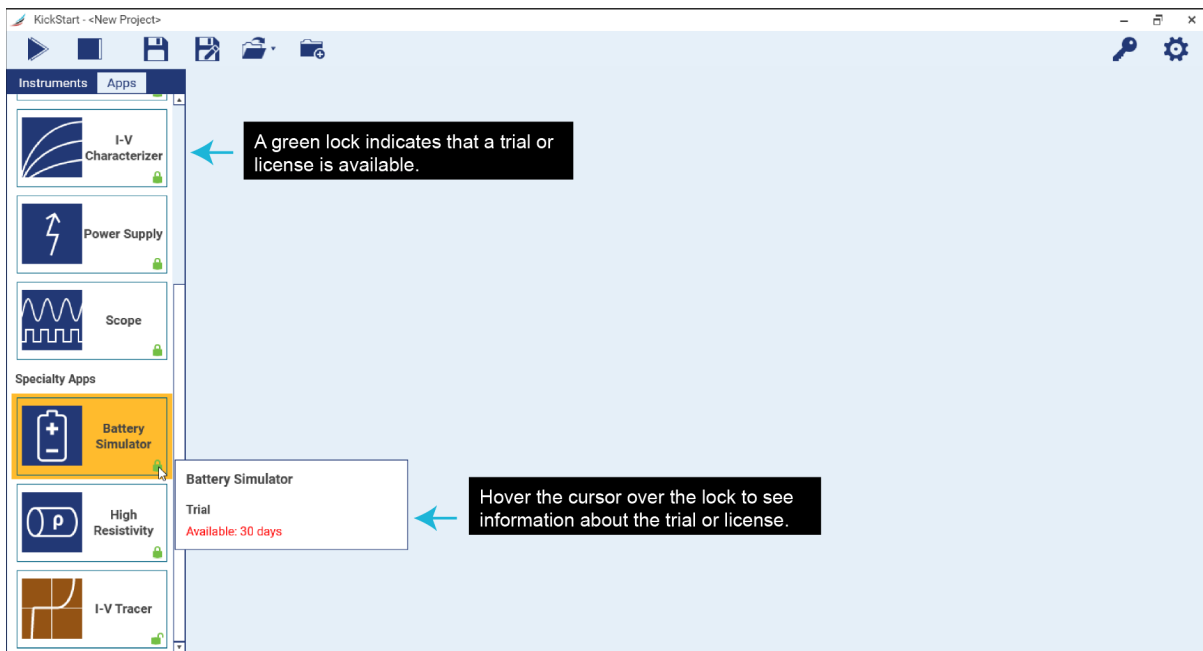 KickStart - <New Project>
Instruments Apps
I-V
Characterizer
A green lock indicates that a trial or
license is available.
Power Supply
Scope
Specialty Apps
Battery
Simulator
Battery Simulator
Trial
Available: 30 days
Hover the cursor over the lock to see
information about the trial or license.
ρ
High
Resistivity
I-V Tracer